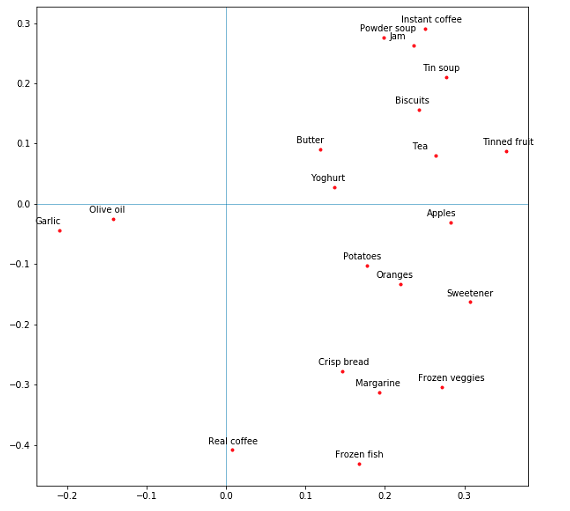 0.3
0.2
0.1
0.0
−0.1
−0.2
−0.3
−0.4
Instant coffee
Powder soup
Jam
Tin soup
Biscuits
Butter
Tea
Tinned fruit
Yoghurt
Olive oil
Garlic
Apples
Potatoes
Oranges
Sweetener
Crisp bread
Margarine
Frozen veggies
Real coffee
Frozen fish
−0.2 −0.1 0.0 0.1 0.2 0.3